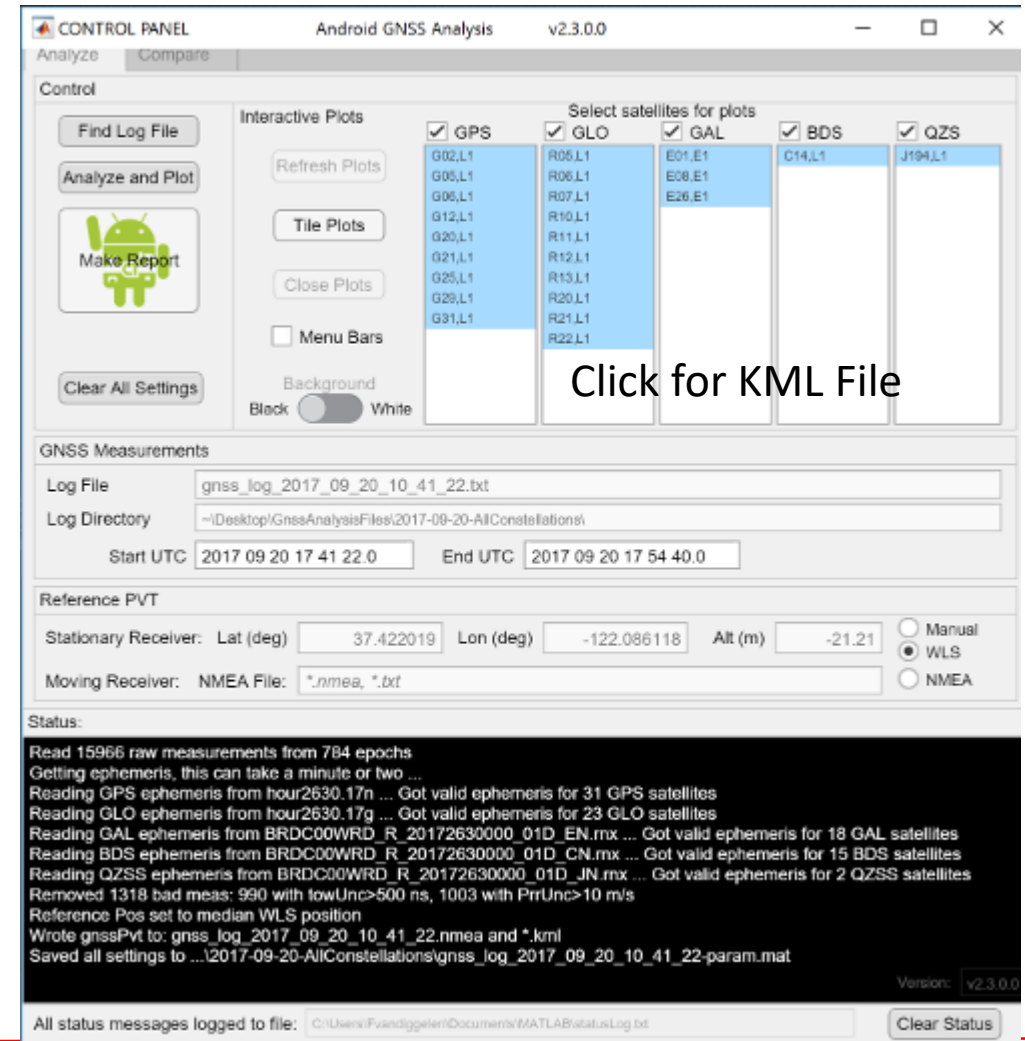 CONTROL PANEL Android GNSS Analysis v2.3.0.0
Analyze Compare
Control
Find Log File
Analyze and Plot
Make Report
Clear All Settings
Interactive Plots
Refresh Plots
Tile Plots
Close Plots
Menu Bars
Background
Black White
Select satellites for plots
GPS GLO GAL BDS QZS
G02,L1 R05,L1 E01,E1 C14,L1 J194,L1
G05,L1 R06,L1 E08,E1
G06,L1 R07,L1 E26,E1
G12,L1 R10,L1
G20,L1 R11,L1
G21,L1 R12,L1
G25,L1 R13,L1
G29,L1 R20,L1
G31,L1 R21,L1
R22,L1
Click for KML File
GNSS Measurements
Log File gnss_log_2017_09_20_10_41_22.txt
Log Directory ~\Desktop\GnssAnalysisFiles\2017-09-20-AllConstellations\
Start UTC 2017 09 20 17 41 22.0 End UTC 2017 09 20 17 54 40.0
Reference PVT
Stationary Receiver: Lat (deg) 37.422019 Lon (deg) -122.086118 Alt (m) -21.21
Manual
WLS
Moving Receiver: NMEA File: *.nmea, *.txt NMEA
Status:
Read 15966 raw measurements from 784 epochs
Getting ephemeris, this can take a minute or two ...
Reading GPS ephemeris from hour2630.17n ... Got valid ephemeris for 31 GPS satellites
Reading GLO ephemeris from hour2630.17g ... Got valid ephemeris for 23 GLO satellites
Reading GAL ephemeris from BRDC00WRD_R_20172630000_01D_EN.rnx ... Got valid ephemeris for 18 GAL satellites
Reading BDS ephemeris from BRDC00WRD_R_20172630000_01D_CN.rnx ... Got valid ephemeris for 15 BDS satellites
Reading QZSS ephemeris from BRDC00WRD_R_20172630000_01D_JN.rnx ... Got valid ephemeris for 2 QZSS satellites
Removed 1318 bad meas: 990 with towUnc>500 ns, 1003 with PrrUnc>10 m/s
Reference Pos set to median WLS position
Wrote gnssPvt to: gnss_log_2017_09_20_10_41_22.nmea and *.kml
Saved all settings to ...\2017-09-20-AllConstellations\gnss_log_2017_09_20_10_41_22-param.mat
Version: v2.3.0.0
All status messages logged to file: C:\Users\Fvandiggelen\Documents\MATLAB\statusLog.txt Clear Status